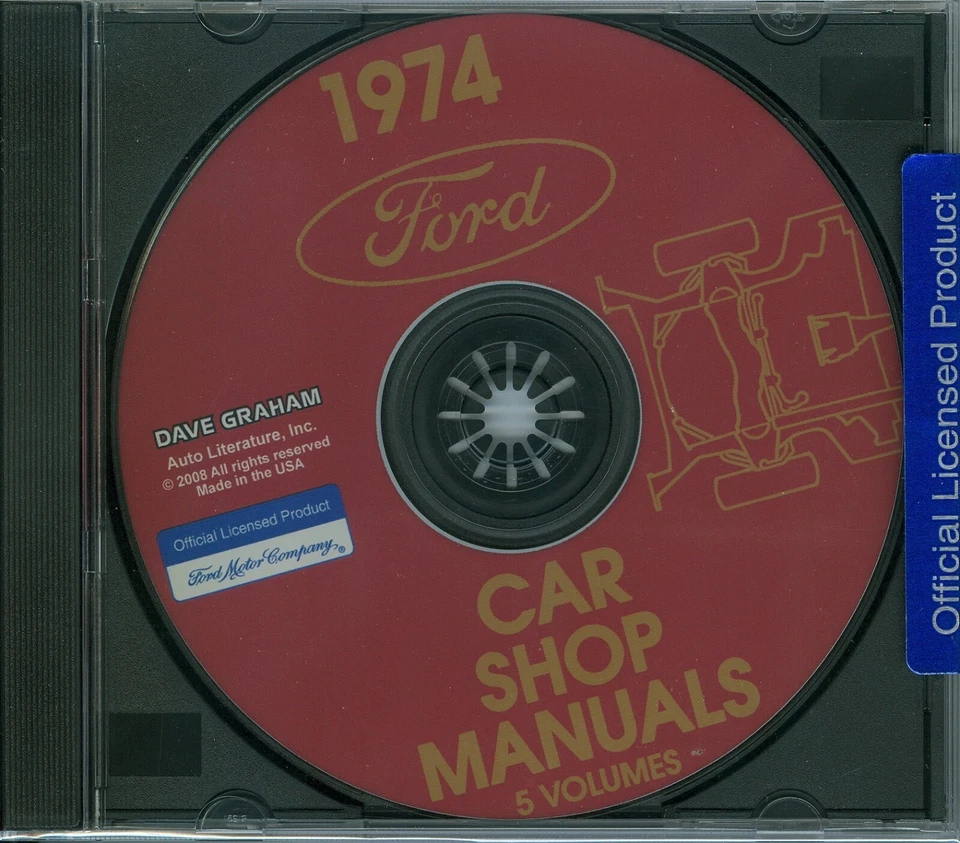 1974
Ford
DAVE GRAHAM
Auto Literature, Inc.
© 2008 All rights reserved
Made in the USA
Official Licensed Product
Ford Motor Company®
CAR
SHOP
MANUALS
5 VOLUMES
Official Licensed Product